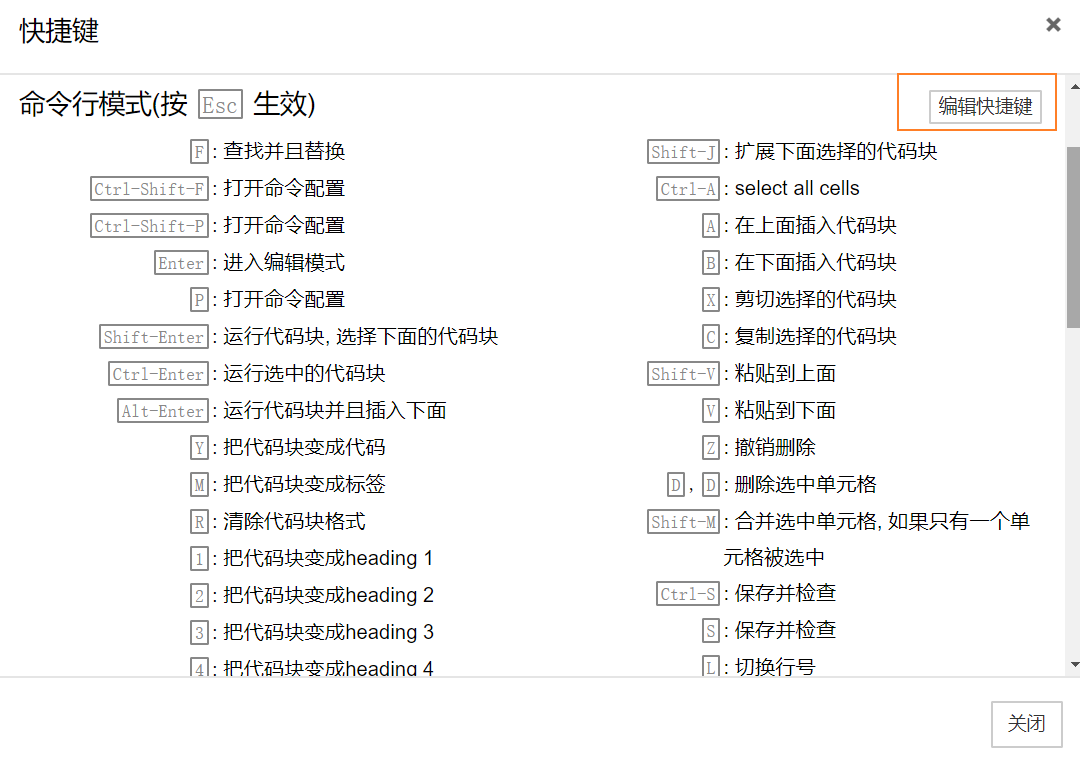 快捷键
×
命令行模式(按 Esc 生效)
编辑快捷键
F : 查找并且替换
Ctrl-Shift-F : 打开命令配置
Ctrl-Shift-P : 打开命令配置
Enter : 进入编辑模式
P : 打开命令配置
Shift-Enter : 运行代码块, 选择下面的代码块
Ctrl-Enter : 运行选中的代码块
Alt-Enter : 运行代码块并且插入下面
Y : 把代码块变成代码
M : 把代码块变成标签
R : 清除代码块格式
1 : 把代码块变成heading 1
2 : 把代码块变成heading 2
3 : 把代码块变成heading 3
4 : 把代码块变成heading 4
Shift-J : 扩展下面选择的代码块
Ctrl-A : select all cells
A : 在上面插入代码块
B : 在下面插入代码块
X : 剪切选择的代码块
C : 复制选择的代码块
Shift-V : 粘贴到上面
V : 粘贴到下面
Z : 撤销删除
D , D : 删除选中单元格
Shift-M : 合并选中单元格, 如果只有一个单
元格被选中
Ctrl-S : 保存并检查
S : 保存并检查
L : 切换行号
关闭